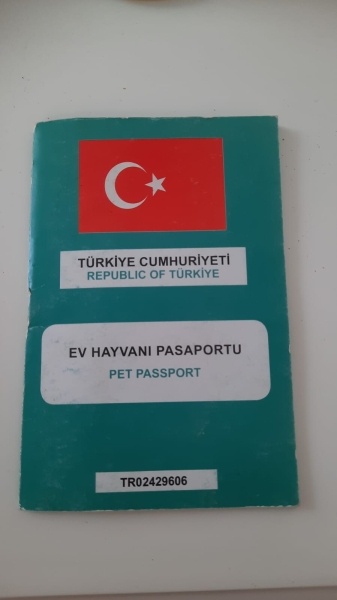 TÜRKİYE CUMHURİYETİ
REPUBLIC OF TÜRKİYE
EV HAYVANI PASAPORTU
PET PASSPORT
TR02429606